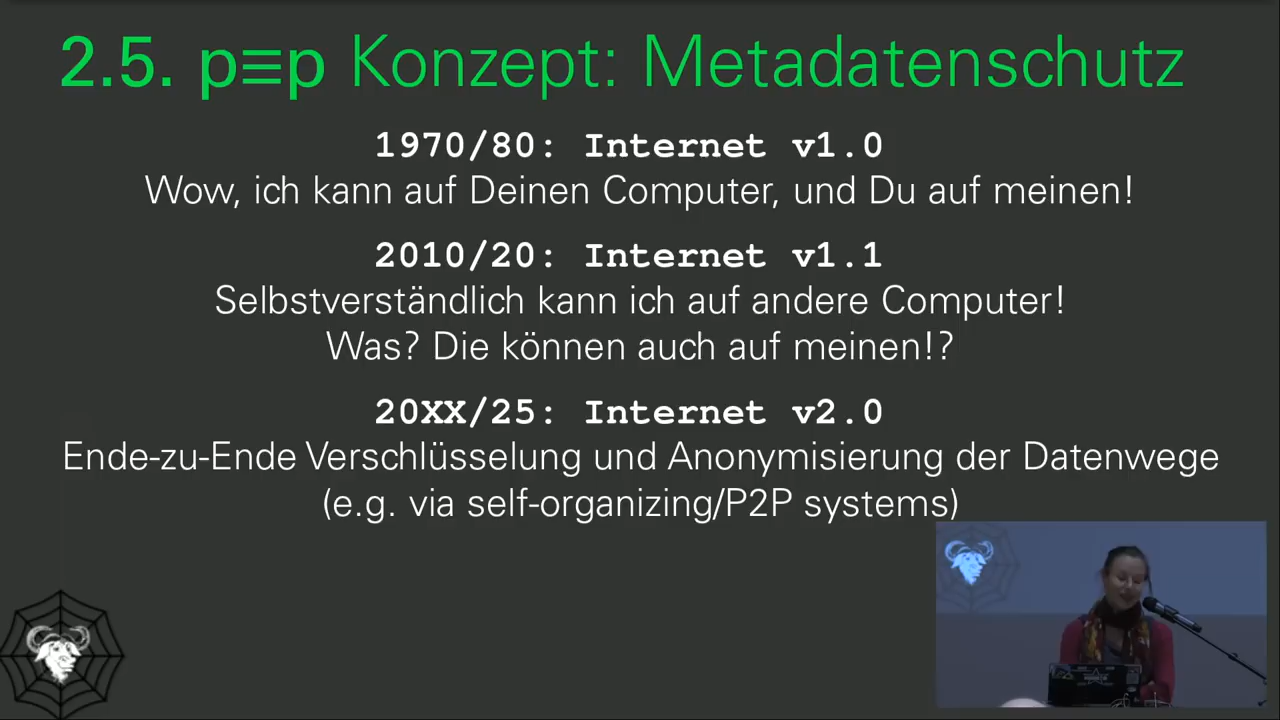 2.5. p≡p Konzept: Metadatenschutz
1970/80: Internet v1.0
Wow, ich kann auf Deinen Computer, und Du auf meinen!
2010/20: Internet v1.1
Selbstverständlich kann ich auf andere Computer!
Was? Die können auch auf meinen!?
20XX/25: Internet v2.0
Ende-zu-Ende Verschlüsselung und Anonymisierung der Datenwege
(e.g. via self-organizing/P2P systems)